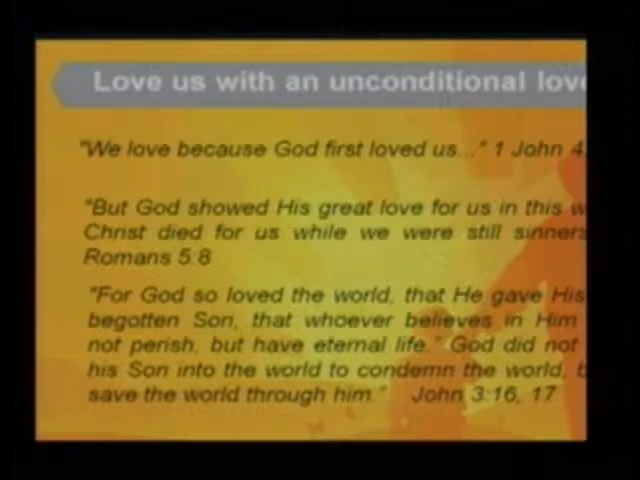 Love us with an unconditional love
"We love because God first loved us..." 1 John 4
"But God showed His great love for us in this w
Christ died for us while we were still sinners
Romans 5:8
"For God so loved the world, that He gave His
begotten Son, that whoever believes in Him
not perish, but have eternal life." God did not
his Son into the world to condemn the world, b
save the world through him." John 3:16, 17